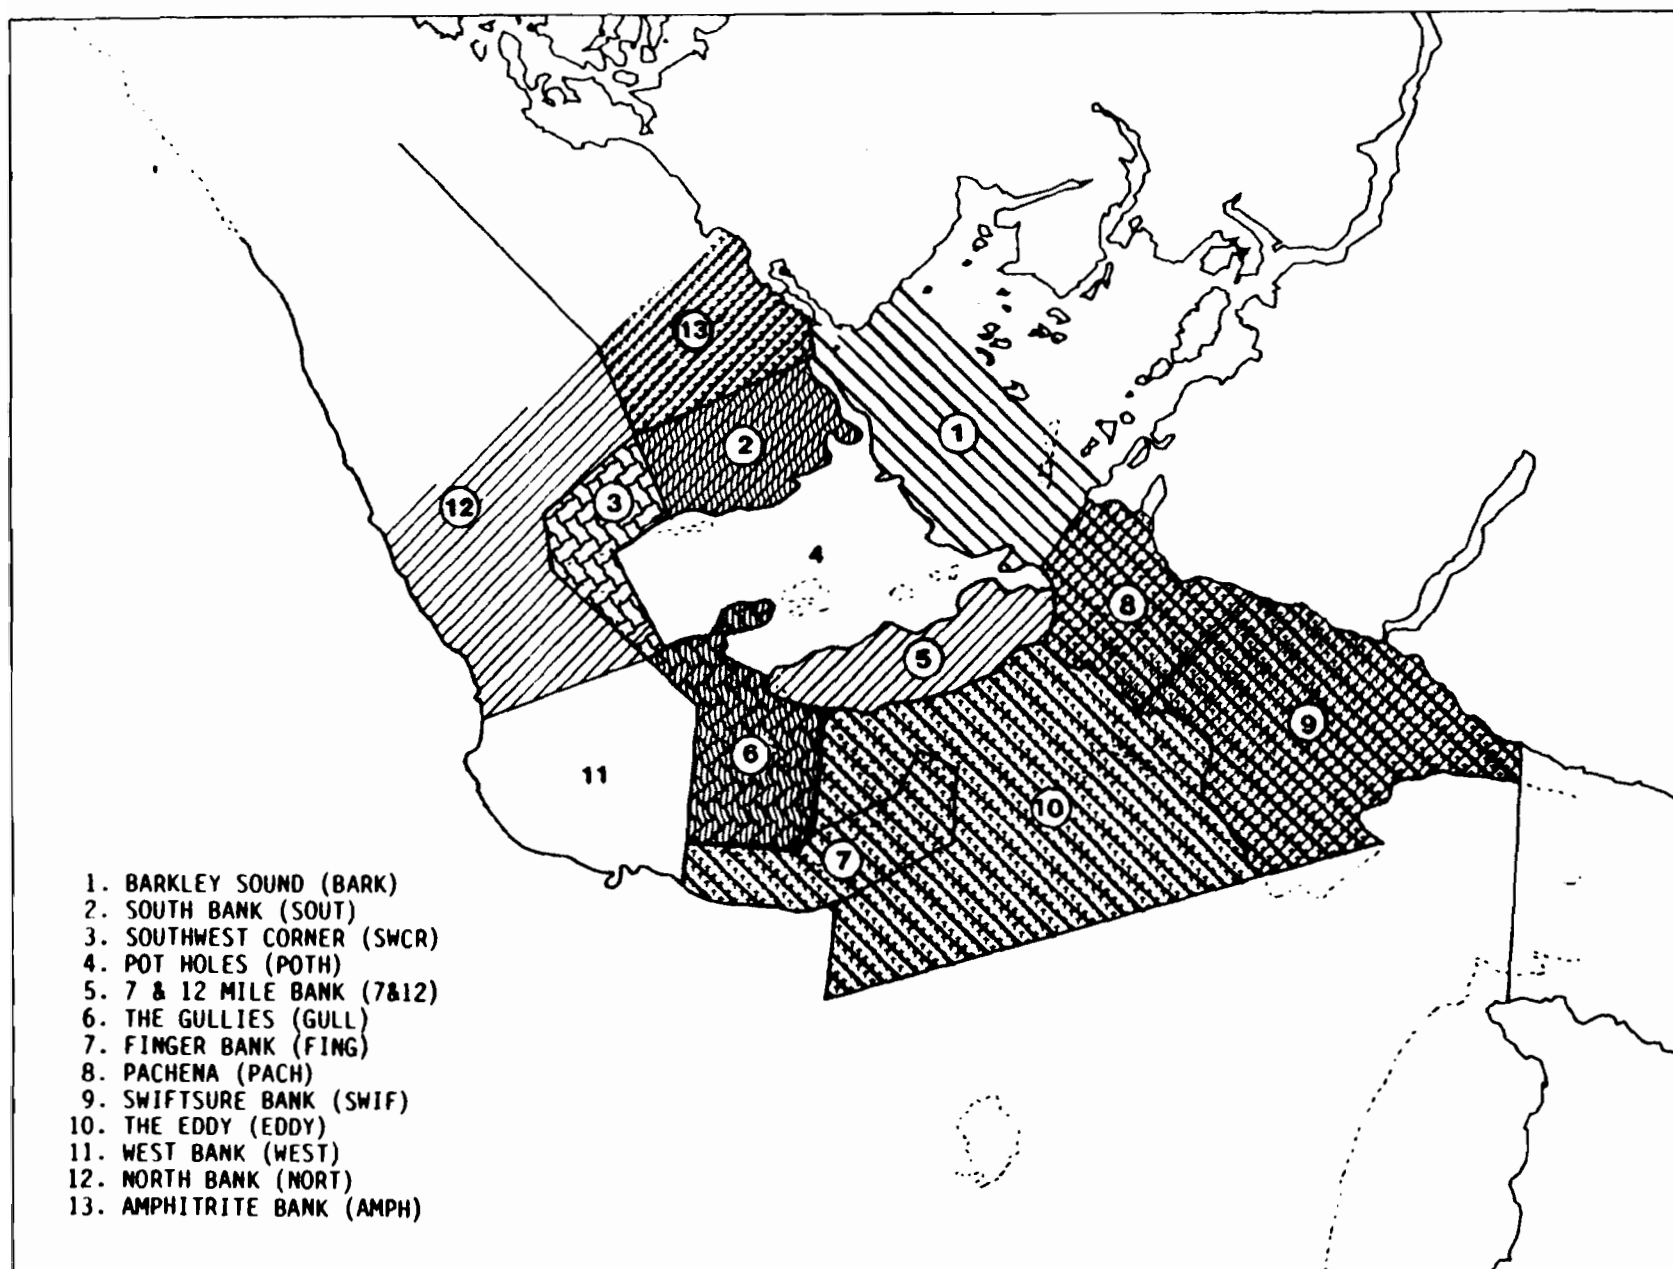 13
2
1
12
3
4
8
5
9
6
11
10
7
1. BARKLEY SOUND (BARK)
2. SOUTH BANK (SOUT)
3. SOUTHWEST CORNER (SWCR)
4. POT HOLES (POTH)
5. 7 & 12 MILE BANK (7&12)
6. THE GULLIES (GULL)
7. FINGER BANK (FING)
8. PACHENA (PACH)
9. SWIFTSURE BANK (SWIF)
10. THE EDDY (EDDY)
11. WEST BANK (WEST)
12. NORTH BANK (NORT)
13. AMPHITRITE BANK (AMPH)